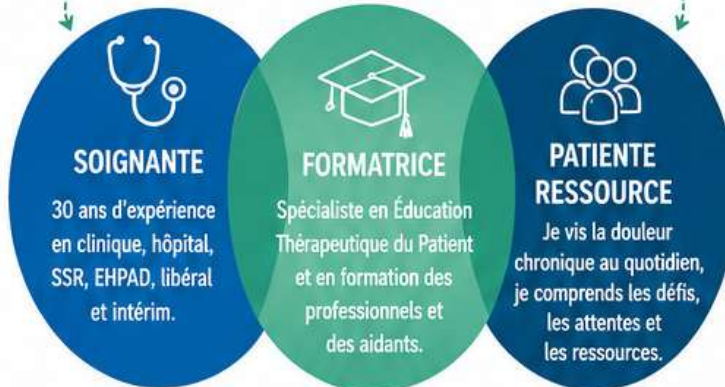 SOIGNANTE
30 ans d'expérience
en clinique, hôpital,
SSR, EHPAD, libéral
et intérim.
FORMATRICE
Spécialiste en Éducation
Thérapeutique du Patient
et en formation des
professionnels et
des aidants.
PATIENTE
RESSOURCE
Je vis la douleur
chronique au quotidien,
je comprends les défis,
les attentes et
les ressources.